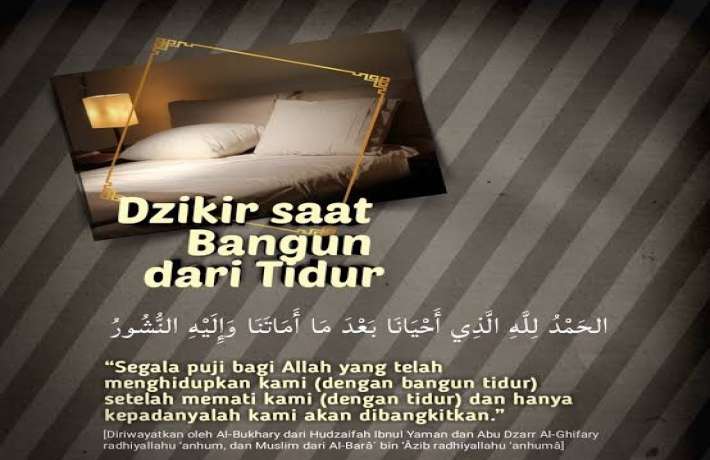 Dzikir saat
Bangun
dari Tidur
الحَمْدُ لِلَّهِ الَّذِي أَحْيَانَا بَعْدَ مَا أَمَاتَنَا وَإِلَيْهِ النُّشُورُ
“Segala puji bagi Allah yang telah
menghidupkan kami (dengan bangun tidur)
setelah memati kami (dengan tidur) dan hanya
kepadanyalah kami akan dibangkitkan.”
[Diriwayatkan oleh Al-Bukhary dari Hudzaifah Ibnul Yaman dan Abu Dzarr Al-Ghifary
radhiyallahu ‘anhum, dan Muslim dari Al-Barâ` bin ‘Âzib radhiyallahu ‘anhumâ]